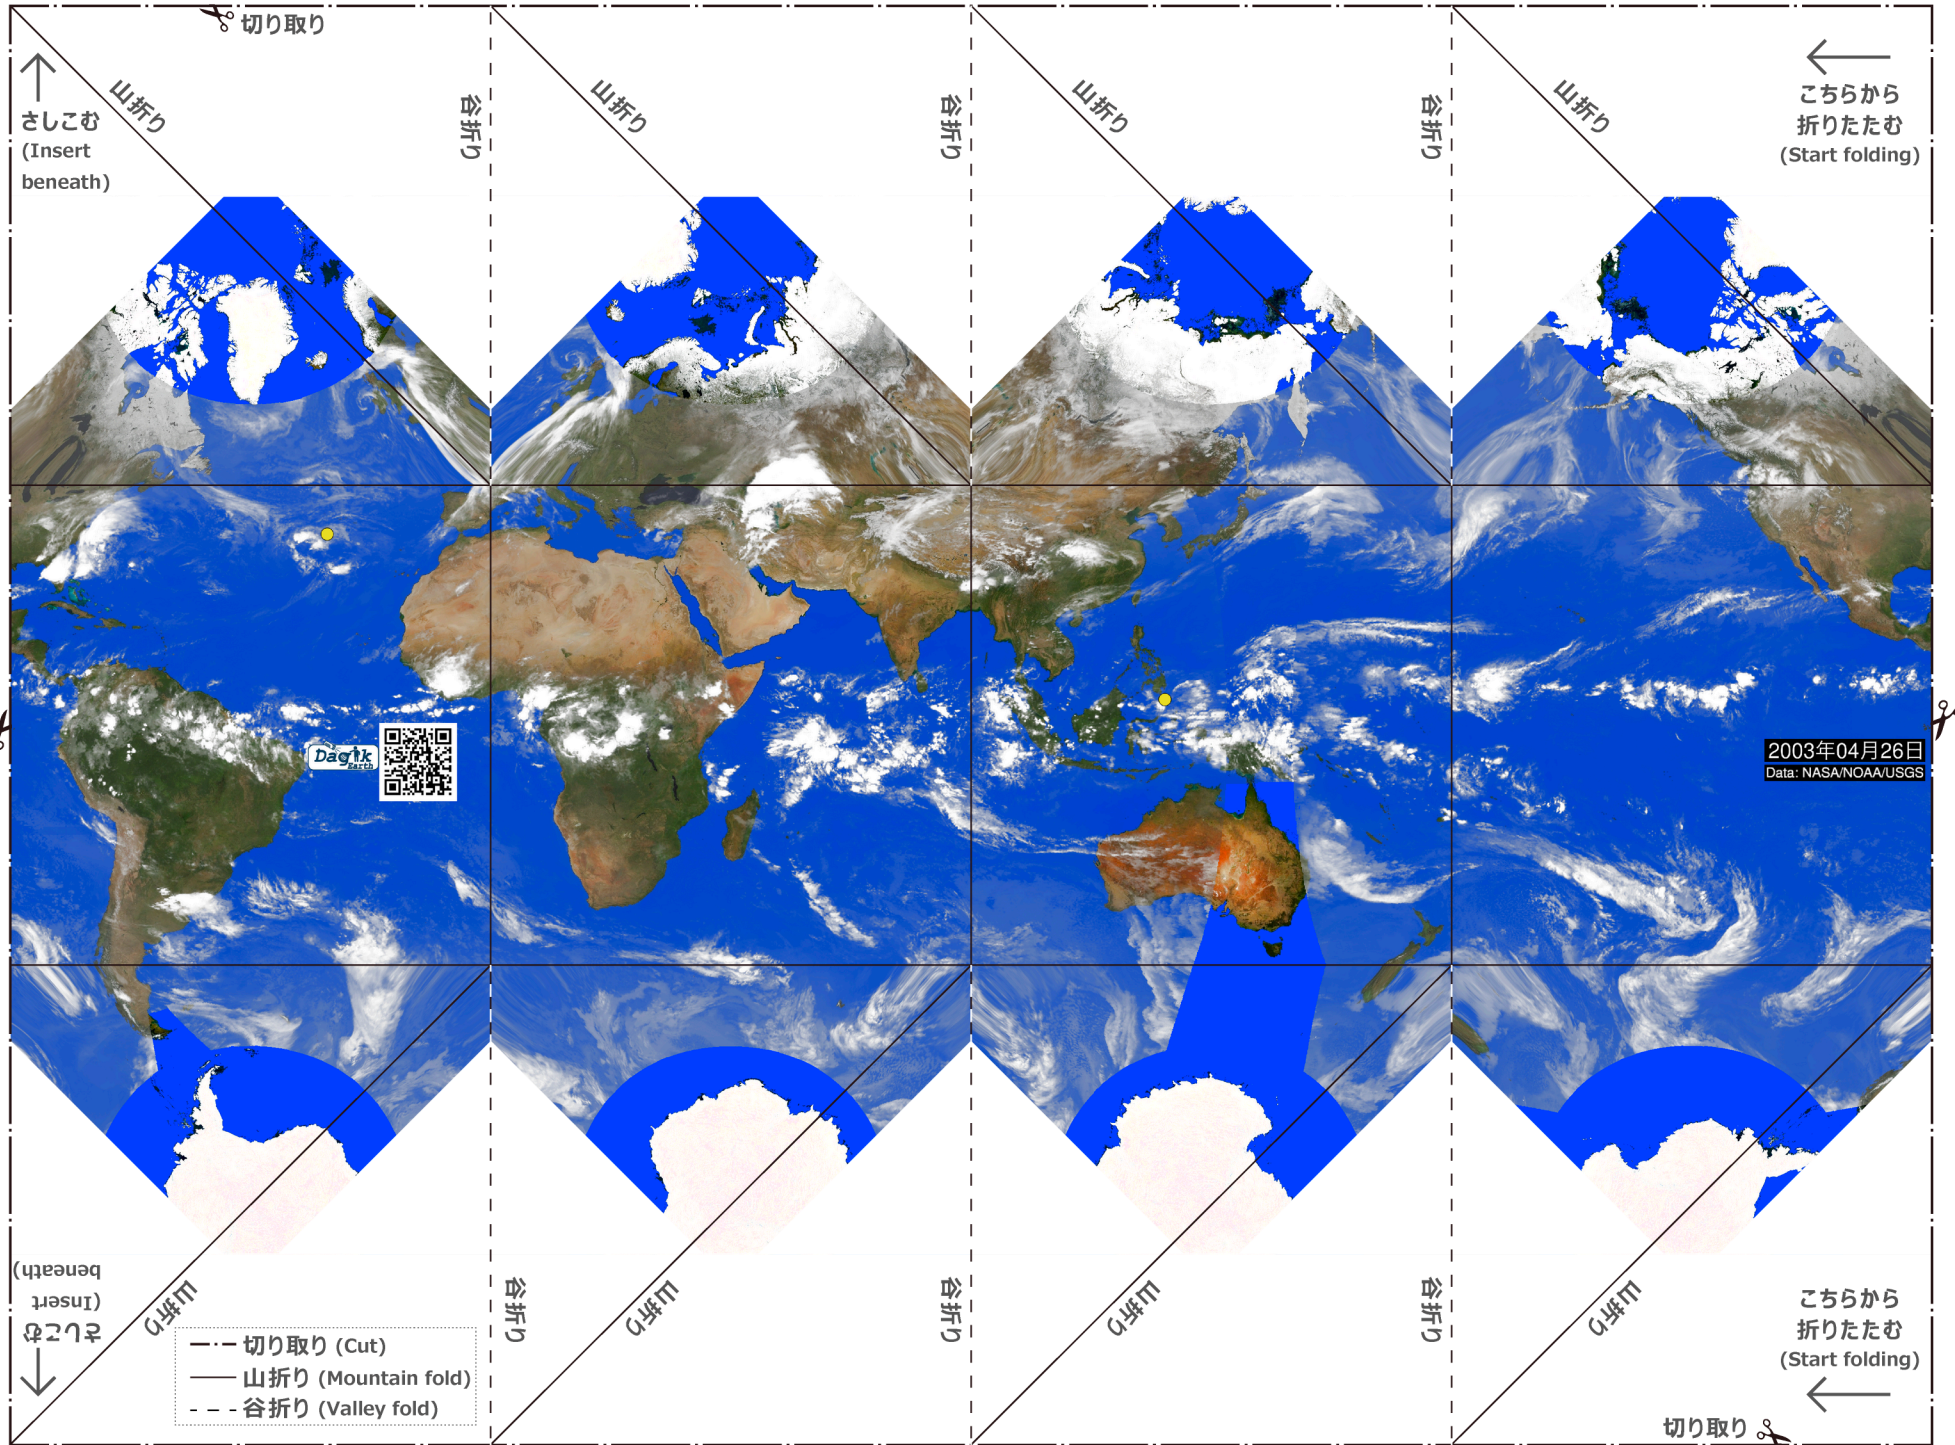 切り取り
山折り
谷折り
山折り
谷折り
山折り
谷折り
山折り
さしこむ
(Insert
beneath)
こちらから
折りたたむ
(Start folding)
Dagik
Earth
2003年04月26日
Data: NASA/NOAA/USGS
さしこむ
(Insert
beneath)
山折り
谷折り
山折り
谷折り
山折り
谷折り
山折り
こちらから
折りたたむ
(Start folding)
切り取り (Cut)
山折り (Mountain fold)
谷折り (Valley fold)
切り取り